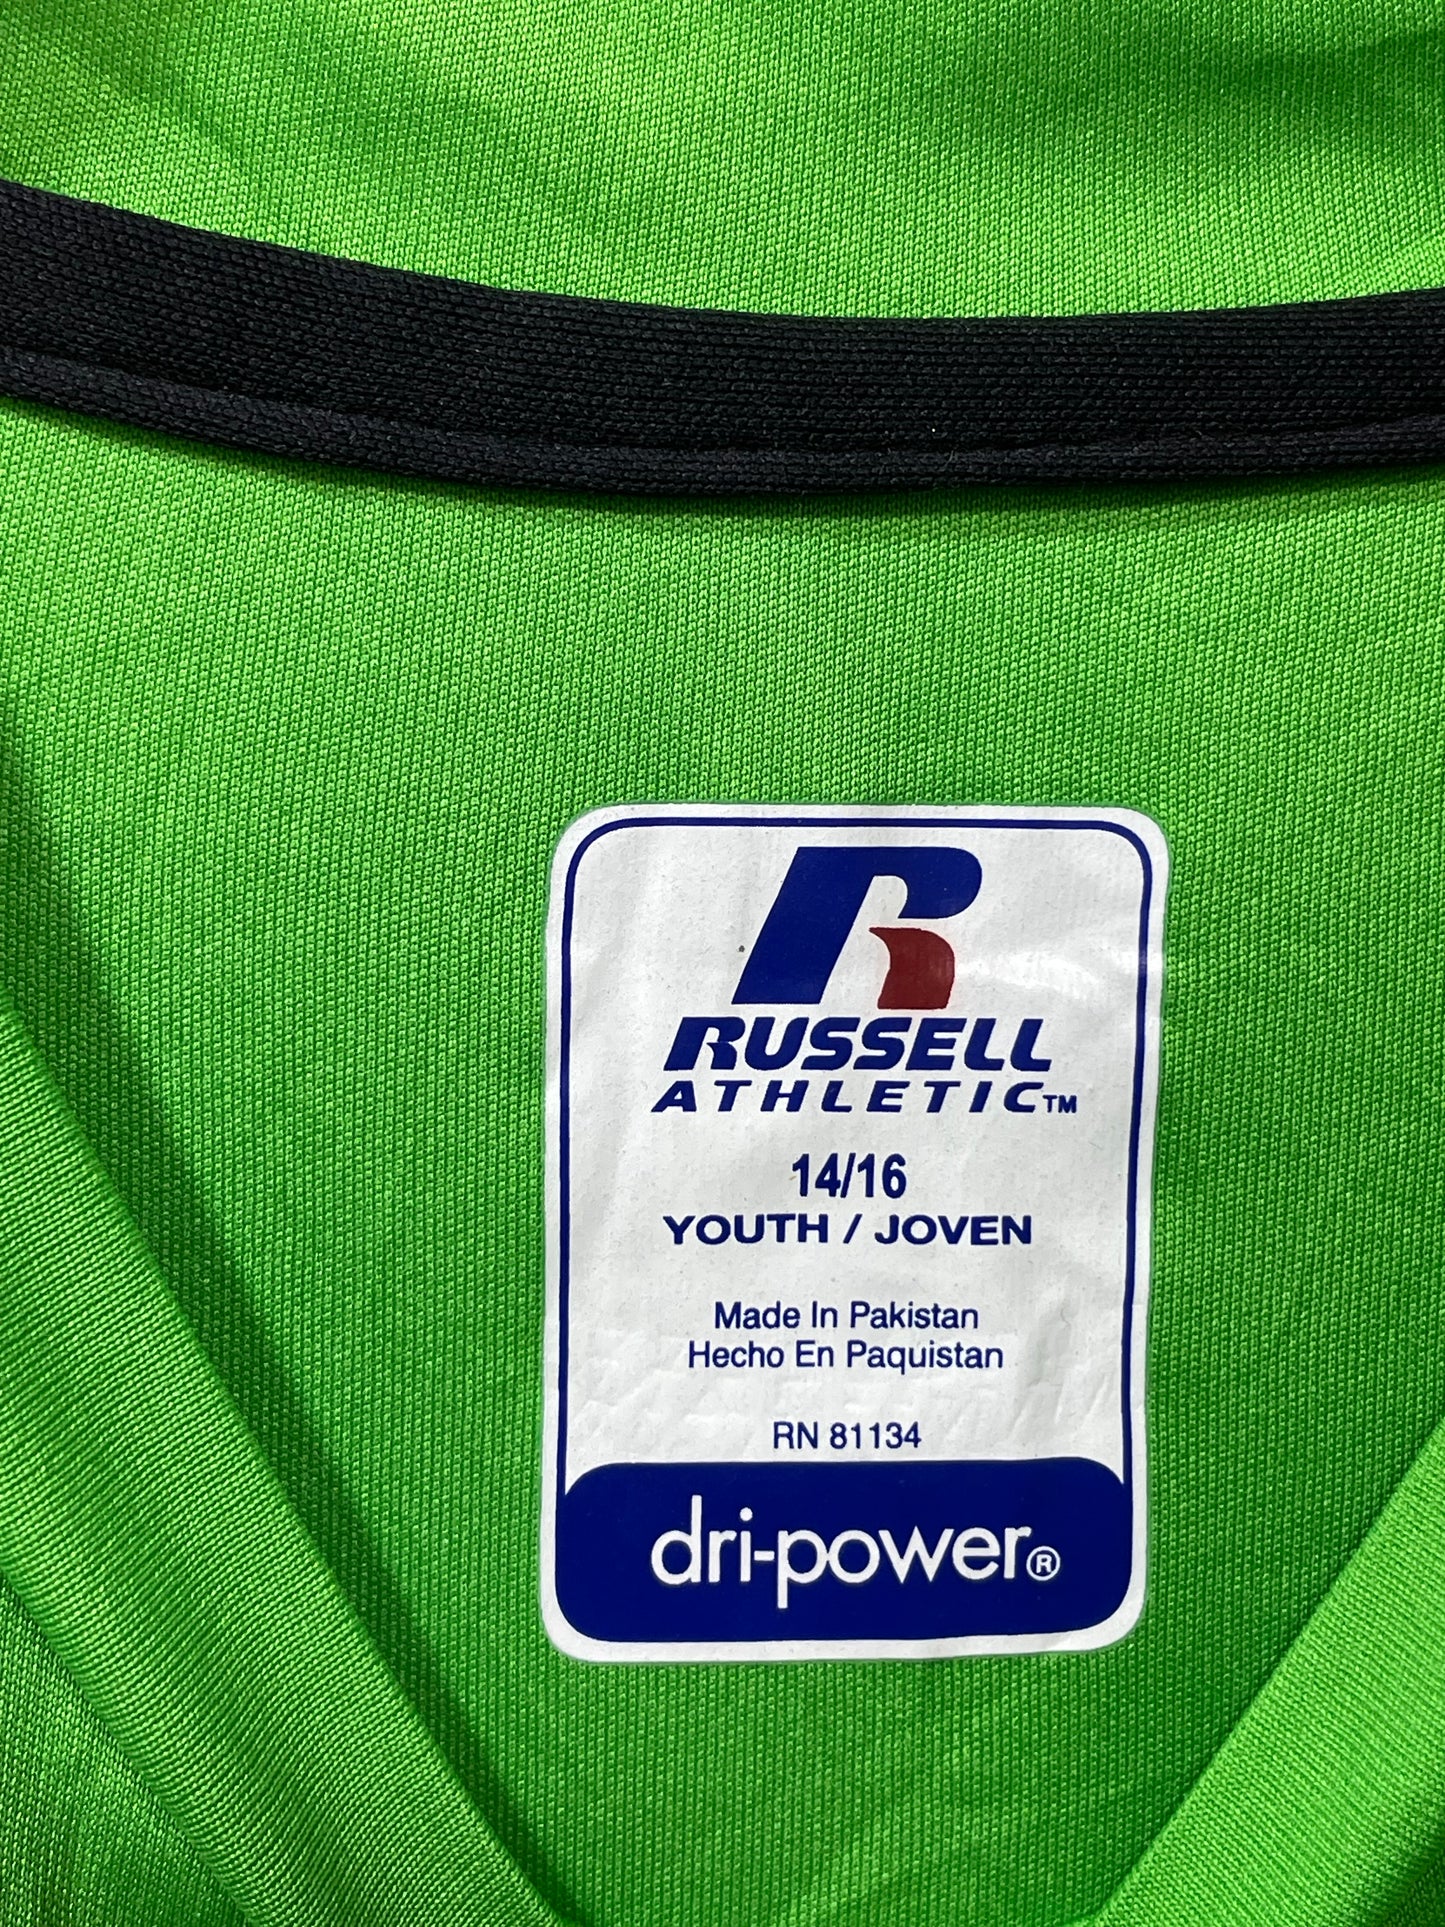 RUSSELL
ATHLETIC™
14/16
YOUTH / JOVEN
Made In Pakistan
Hecho En Paquistan
RN 81134
dri-power®